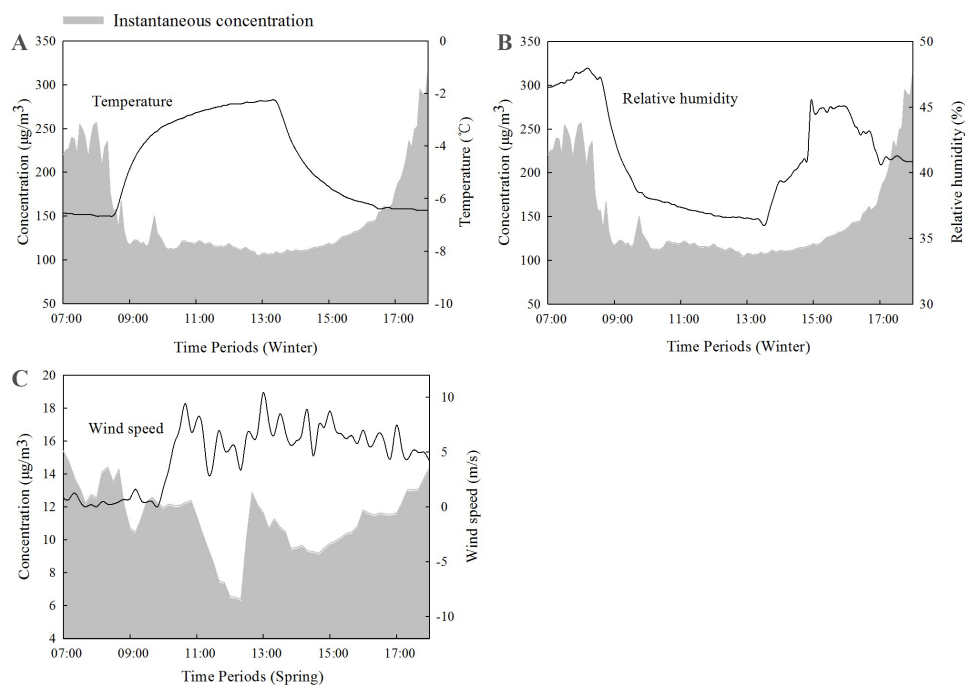 Instantaneous concentration
A
350
300
250
200
150
100
50
Concentration (µg/m³)
Temperature
0
-2
-4
-6
-8
-10
Temperature (℃)
07:00 09:00 11:00 13:00 15:00 17:00
Time Periods (Winter)
B
350
300
250
200
150
100
50
Concentration (µg/m³)
Relative humidity
50
45
40
35
30
Relative humidity (%)
07:00 09:00 11:00 13:00 15:00 17:00
Time Periods (Winter)
C
20
18
16
14
12
10
8
6
4
Concentration (µg/m3)
Wind speed
10
5
0
-5
-10
Wind speed (m/s)
07:00 09:00 11:00 13:00 15:00 17:00
Time Periods (Spring)